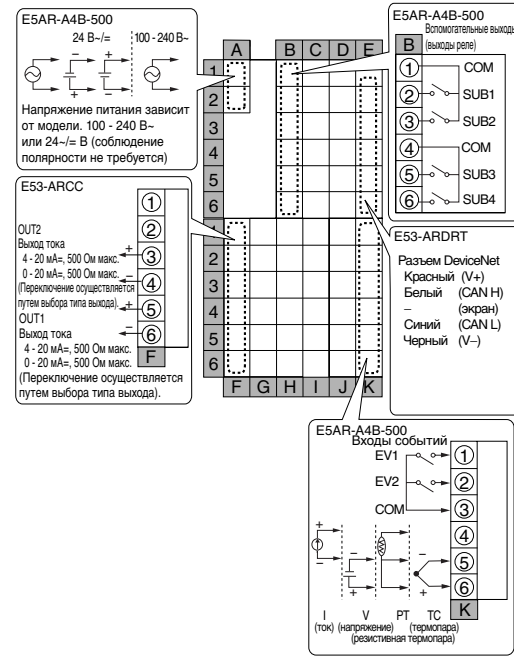 E5AR-A4B-500
24 B~/=
100 - 240 B~
− +
+ −
Напряжение питания зависит
от модели. 100 - 240 В~
или 24~/= В (соблюдение
полярности не требуется)
E53-ARCC
OUT2
Выход тока
4 - 20 мА=, 500 Ом макс.
0 - 20 мА=, 500 Ом макс.
(Переключение осуществляется
путем выбора типа выхода).
OUT1
Выход тока
4 - 20 мА=, 500 Ом макс.
0 - 20 мА=, 500 Ом макс.
(Переключение осуществляется
путем выбора типа выхода).
+
−
+
−
1
2
3
4
5
6
F
A B C D E
1
2
3
4
5
6
1
2
3
4
5
6
F G H I J K
E5AR-A4B-500
Вспомогательные выходы
(выходы реле)
B
1 COM
2 SUB1
3 SUB2
4 COM
5 SUB3
6 SUB4
E53-ARDRT
Разъем DeviceNet
Красный (V+)
Белый (CAN H)
– (экран)
Синий (CAN L)
Черный (V−)
E5AR-A4B-500
Входы событий
EV1 1
EV2 2
COM 3
4
5
6
K
+
−
−
+
−
+
I V PT TC
(ток) (напряжение) (термопара)
(резистивная термопара)